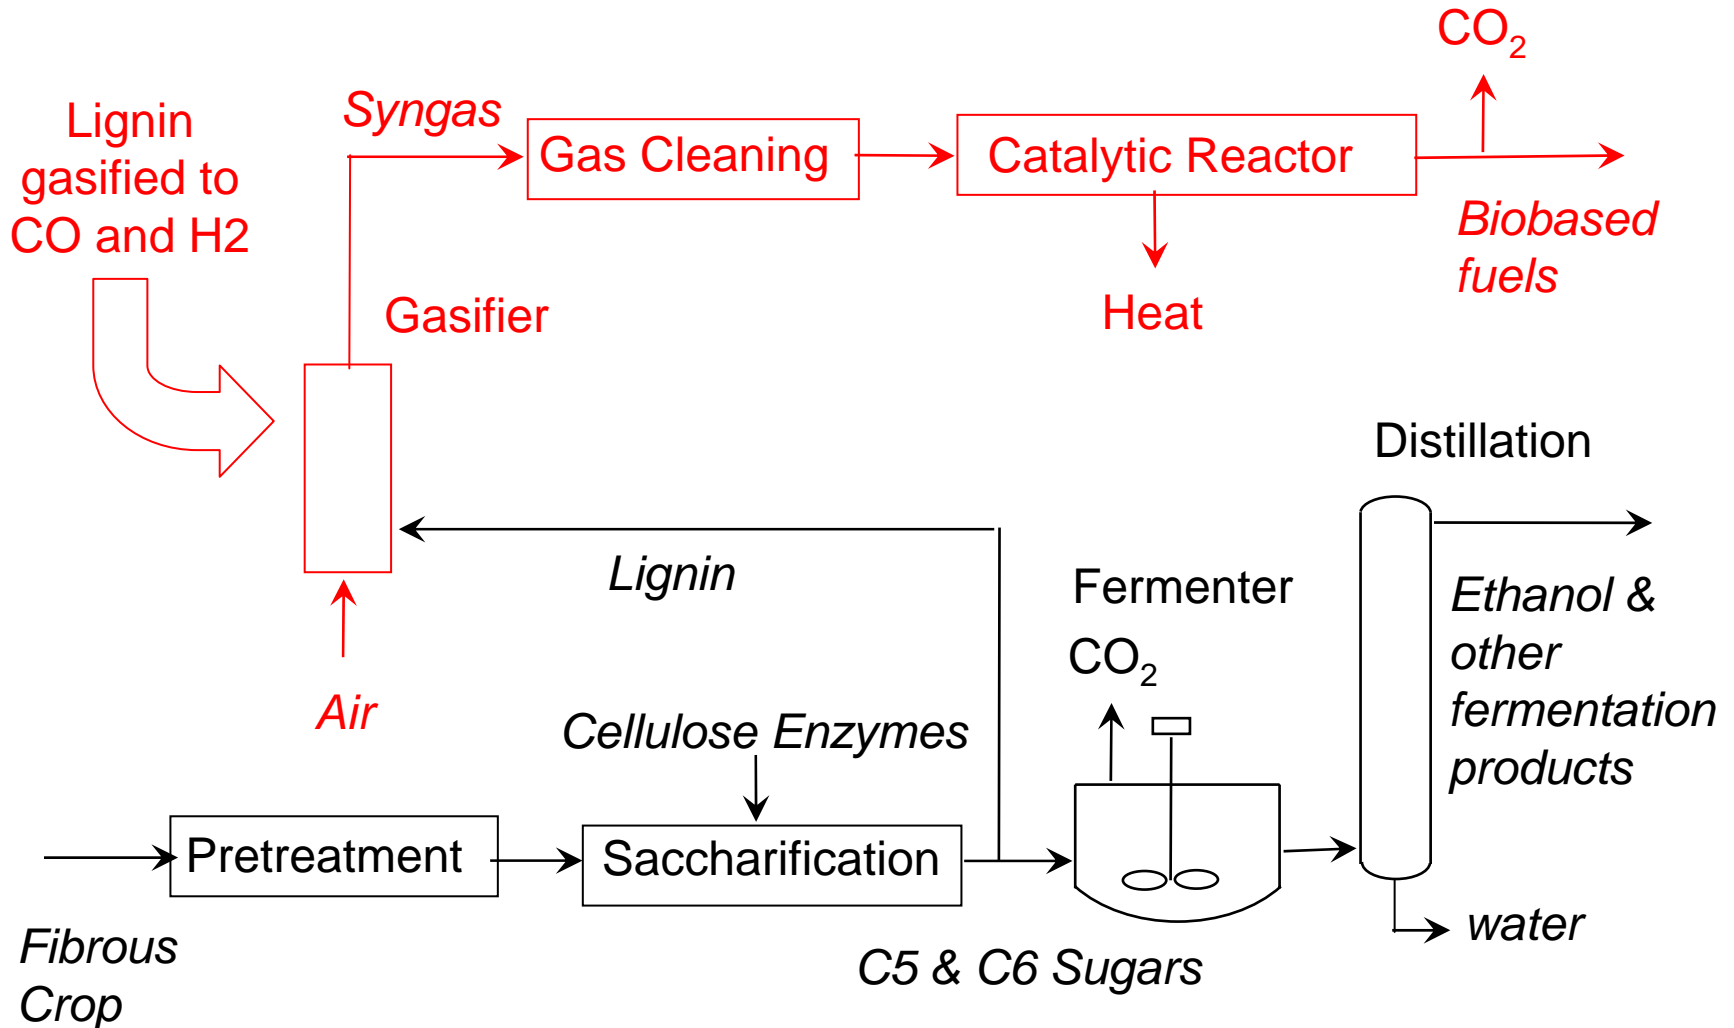 CO2
Syngas
Lignin
gasified to
CO and H2
Gas Cleaning
Catalytic Reactor
Biobased
fuels
Gasifier
Heat
Distillation
Lignin
Fermenter
CO2
Ethanol &
other
fermentation
products
Air
Cellulose Enzymes
Pretreatment
Saccharification
water
Fibrous
Crop
C5 & C6 Sugars